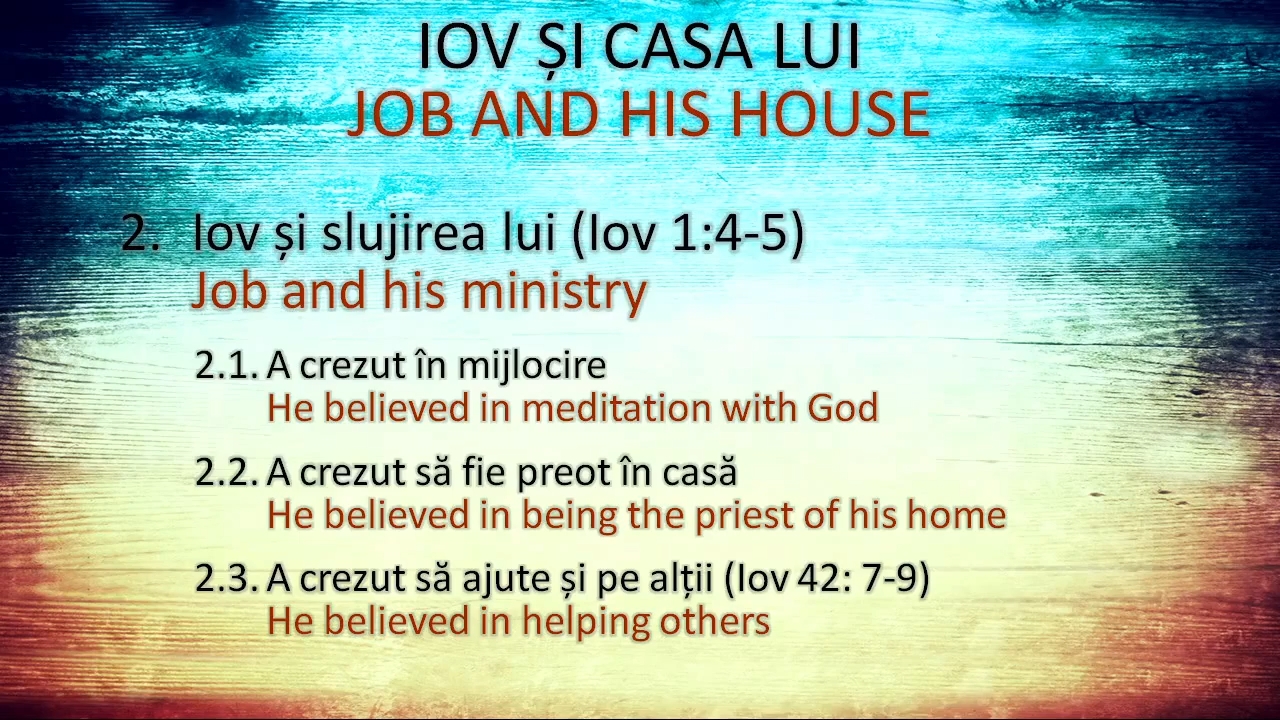 IOV ȘI CASA LUI
JOB AND HIS HOUSE
2. Iov și slujirea lui (Iov 1:4-5)
Job and his ministry
2.1. A crezut în mijlocire
He believed in meditation with God
2.2. A crezut să fie preot în casă
He believed in being the priest of his home
2.3. A crezut să ajute și pe alții (Iov 42: 7-9)
He believed in helping others